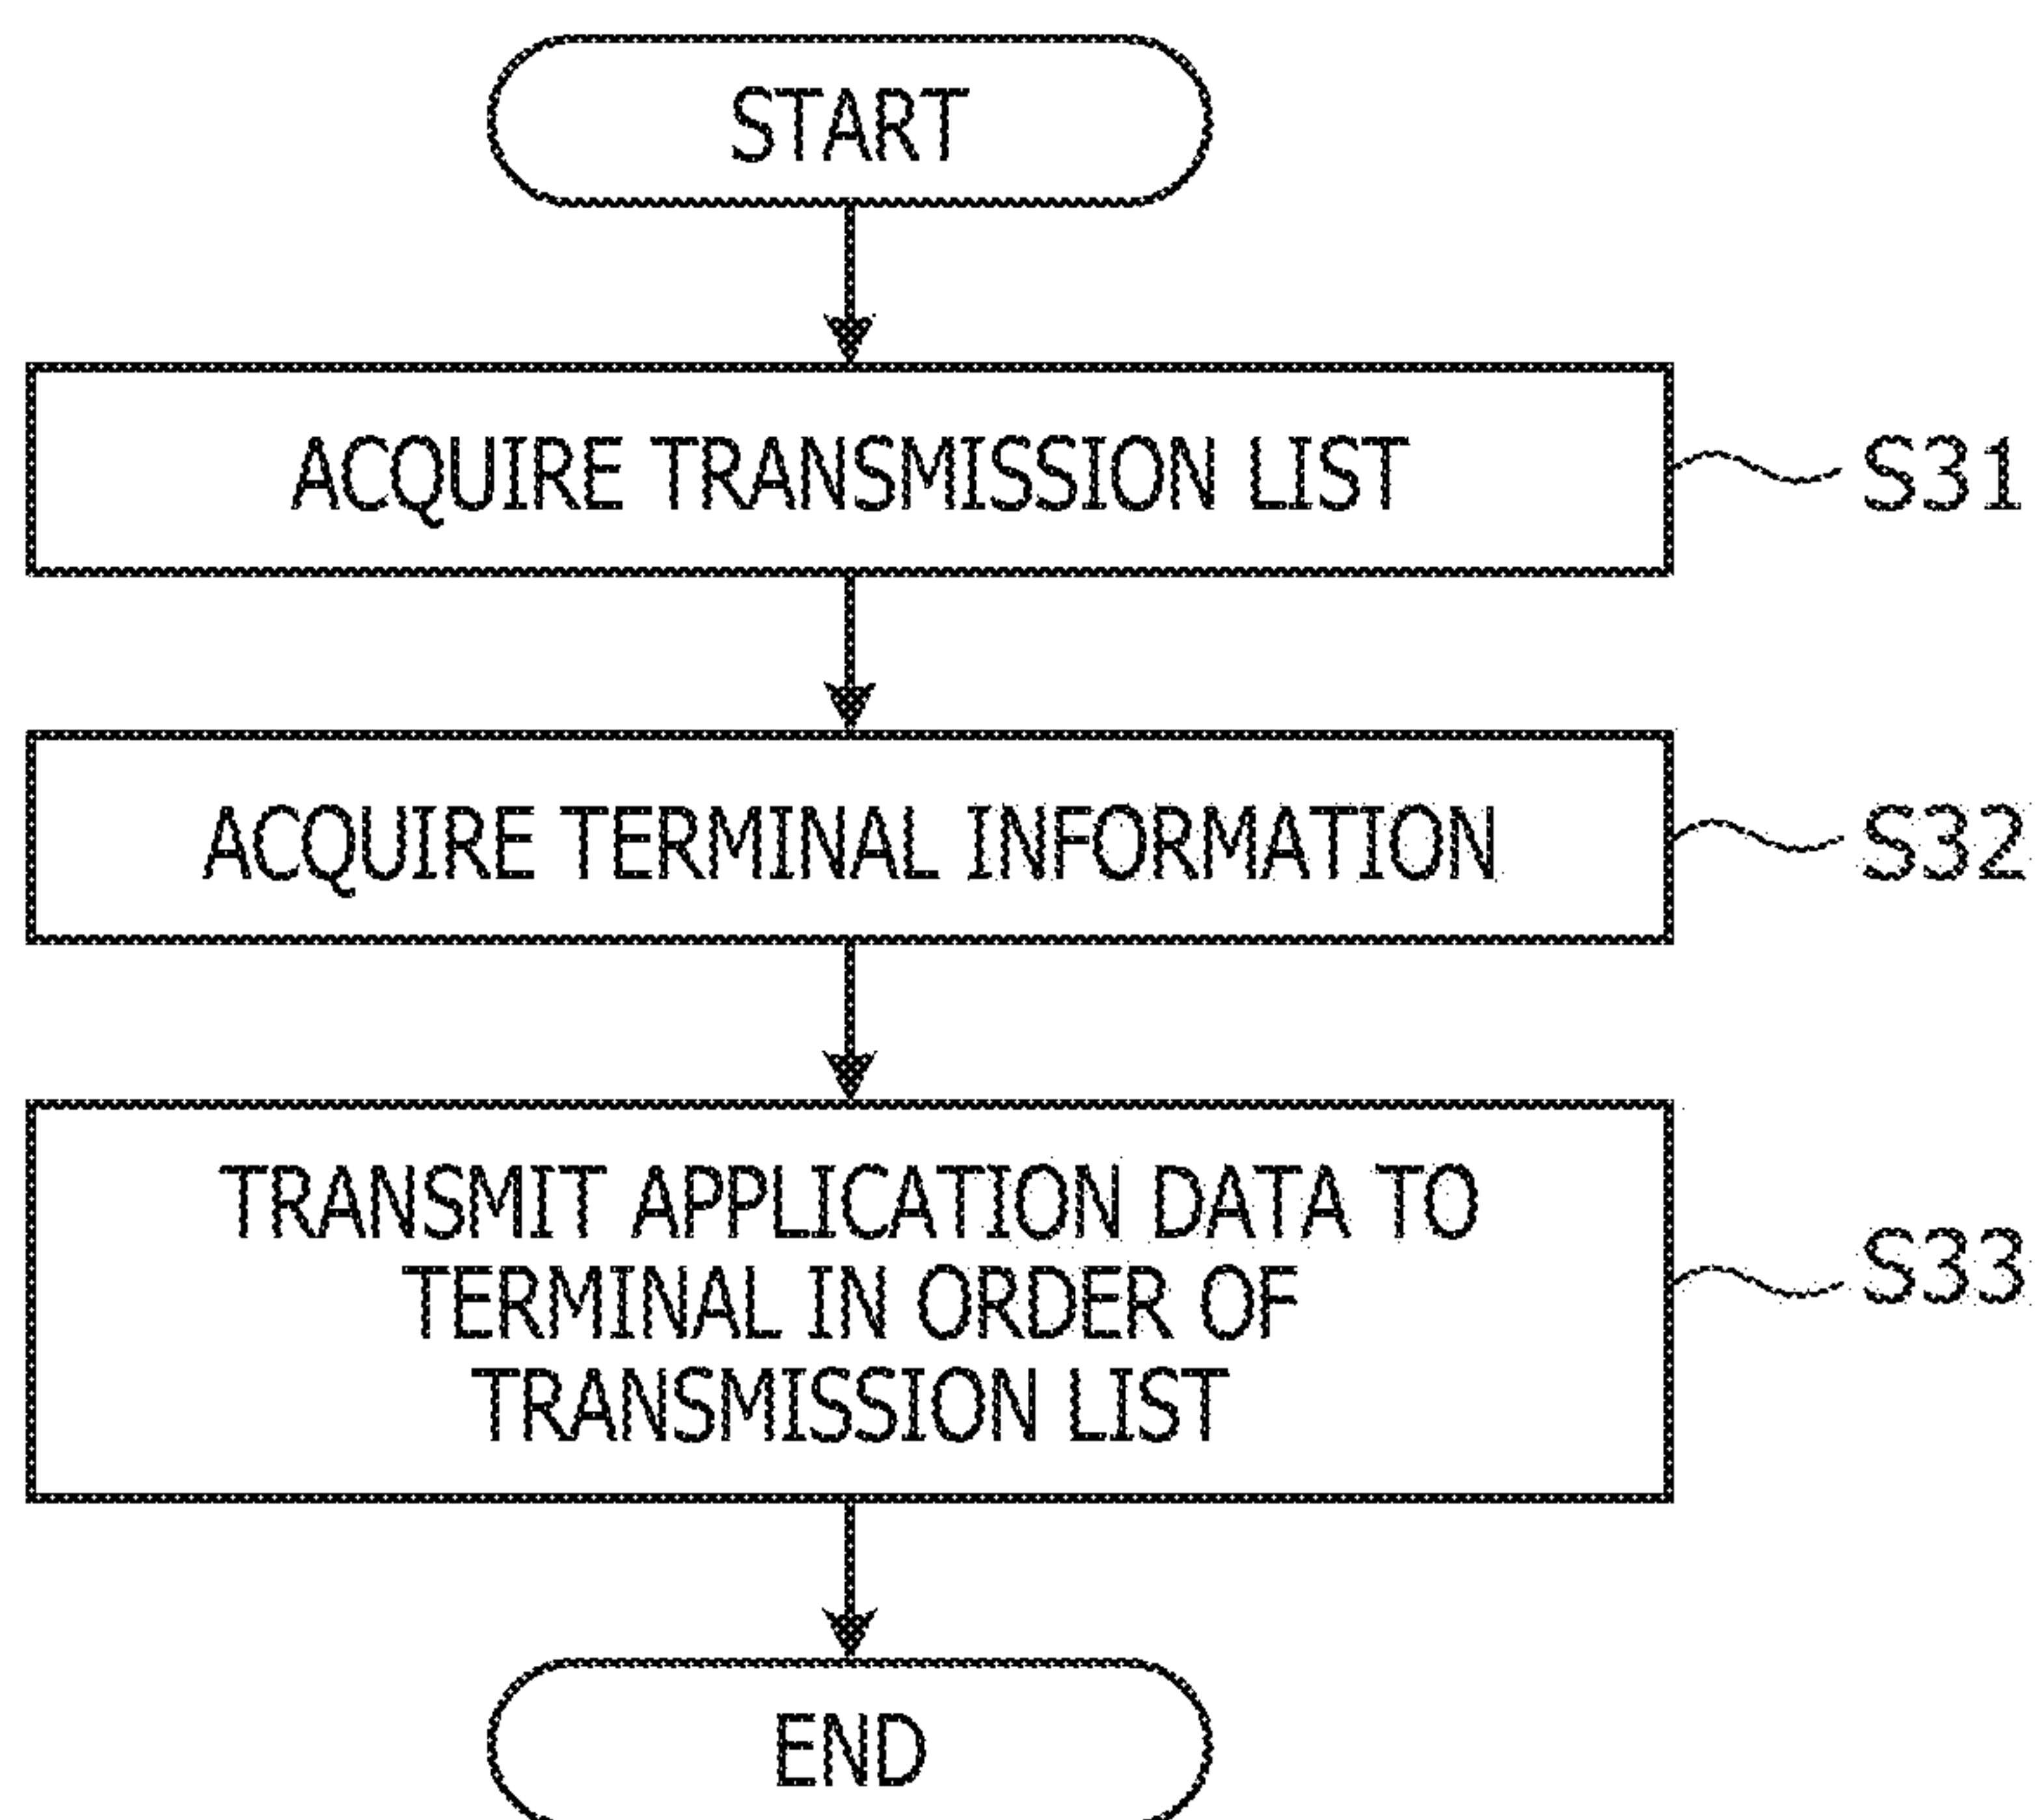 START
ACQUIRE TRANSMISSION LIST
S31
ACQUIRE TERMINAL INFORMATION
S32
TRANSMIT APPLICATION DATA TO
TERMINAL IN ORDER OF
TRANSMISSION LIST
S33
END